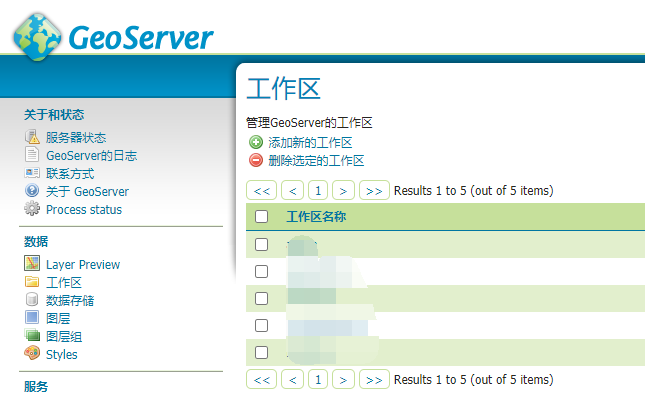 GeoServer
关于和状态
服务器状态
GeoServer的日志
联系方式
关于 GeoServer
Process status
数据
Layer Preview
工作区
数据存储
图层
图层组
Styles
服务
工作区
管理GeoServer的工作区
添加新的工作区
删除选定的工作区
<< < 1 > >> Results 1 to 5 (out of 5 items)
工作区名称
<< < 1 > >> Results 1 to 5 (out of 5 items)